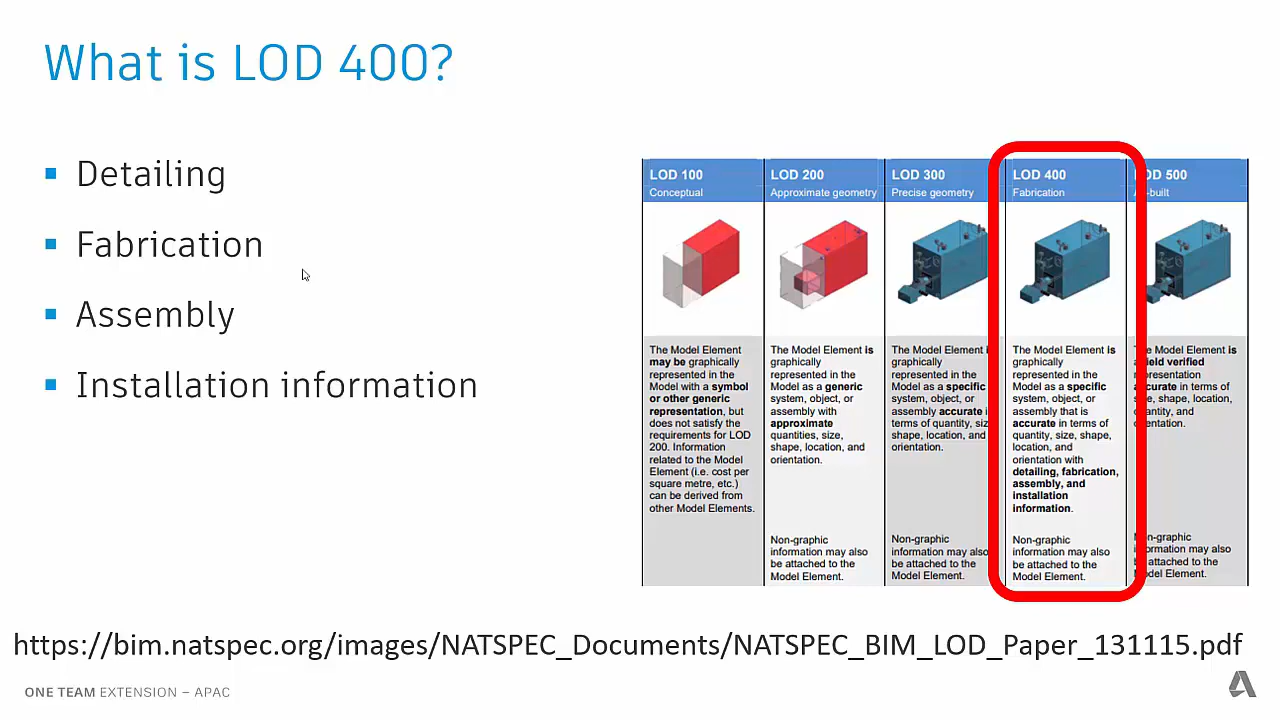 What is LOD 400?
Detailing
Fabrication
Assembly
Installation information
LOD 100
Conceptual
The Model Element
may be graphically
represented in the
Model with a symbol
or other generic
representation, but
does not satisfy the
requirements for LOD
200. Information
related to the Model
Element (i.e. cost per
square metre, etc.)
can be derived from
other Model Elements.
LOD 200
Approximate geometry
The Model Element is
graphically
represented in the
Model as a generic
system, object, or
assembly with
approximate
quantities, size,
shape, location, and
orientation.
Non-graphic
information may also
be attached to the
Model Element.
LOD 300
Precise geometry
The Model Element
graphically
represented in the
Model as a specific
system, object, or
assembly accurate
terms of quantity,
shape, location, and
orientation.
Non-graphic
information may also
be attached to the
Model Element.
LOD 400
Fabrication
The Model Element is
graphically
represented in the
Model as a specific
system, object, or
assembly that is
accurate in terms of
quantity, size, shape,
location, and
orientation with
detailing, fabrication,
assembly, and
installation
information.
Non-graphic
information may also
be attached to the
Model Element.
LOD 500
Model Element is
verified
representation
in terms of
shape, location,
and
Non-graphic
information may also
attached to the
Model Element.
https://bim.natspec.org/images/NATSPEC_Documents/NATSPEC_BIM_LOD_Paper_131115.pdf
ONE TEAM EXTENSION – APAC